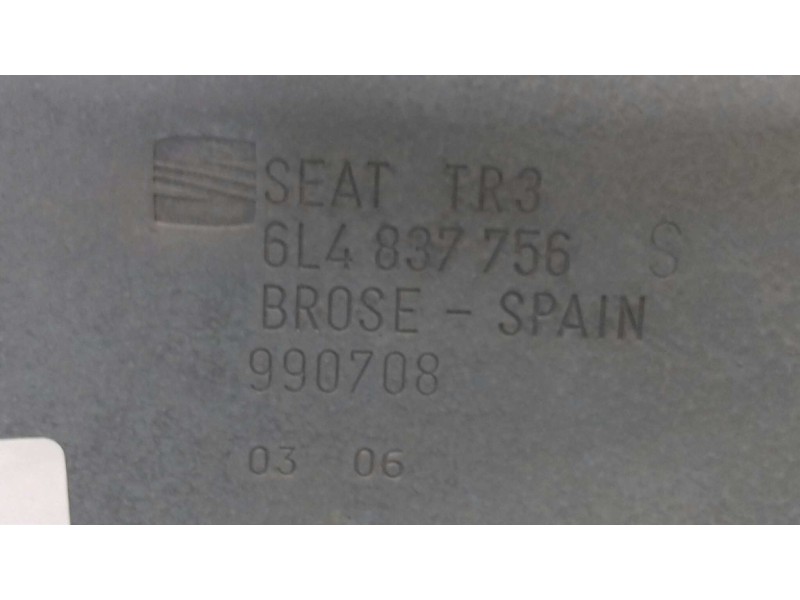 SEAT TR3
6L4 837 756 S
BROSE - SPAIN
990708
03 06